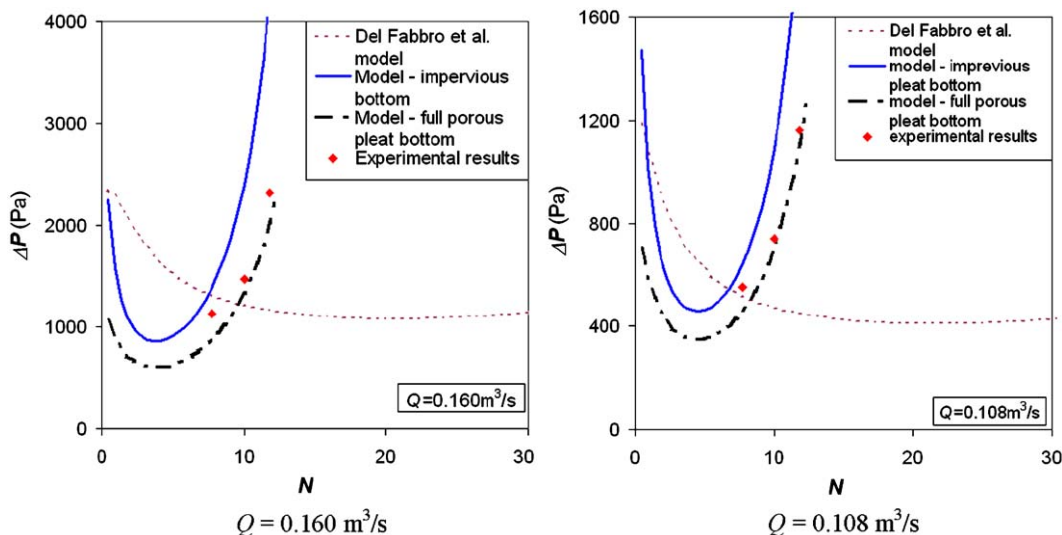 4000
3000
2000
1000
0
ΔP (Pa)
Del Fabbro et al.
model
Model - impervious
bottom
Model - full porous
pleat bottom
Experimental results
Q=0.160m³/s
0
10
20
30
N
Q = 0.160 m³/s
1600
1200
800
400
0
ΔP (Pa)
Del Fabbro et al.
model
model - imprevious
pleat bottom
model - full porous
pleat bottom
experimental results
Q=0.108m³/s
0
10
20
30
N
Q = 0.108 m³/s